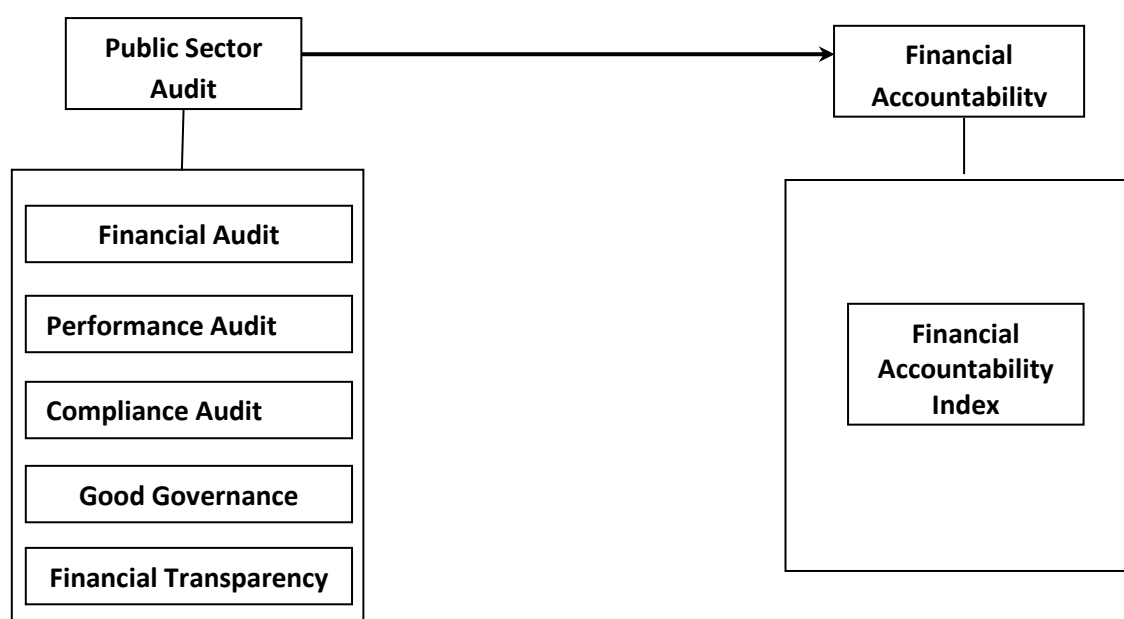 Public Sector
Audit
Financial
Accountability
Financial Audit
Performance Audit
Compliance Audit
Good Governance
Financial Transparency
Financial
Accountability
Index